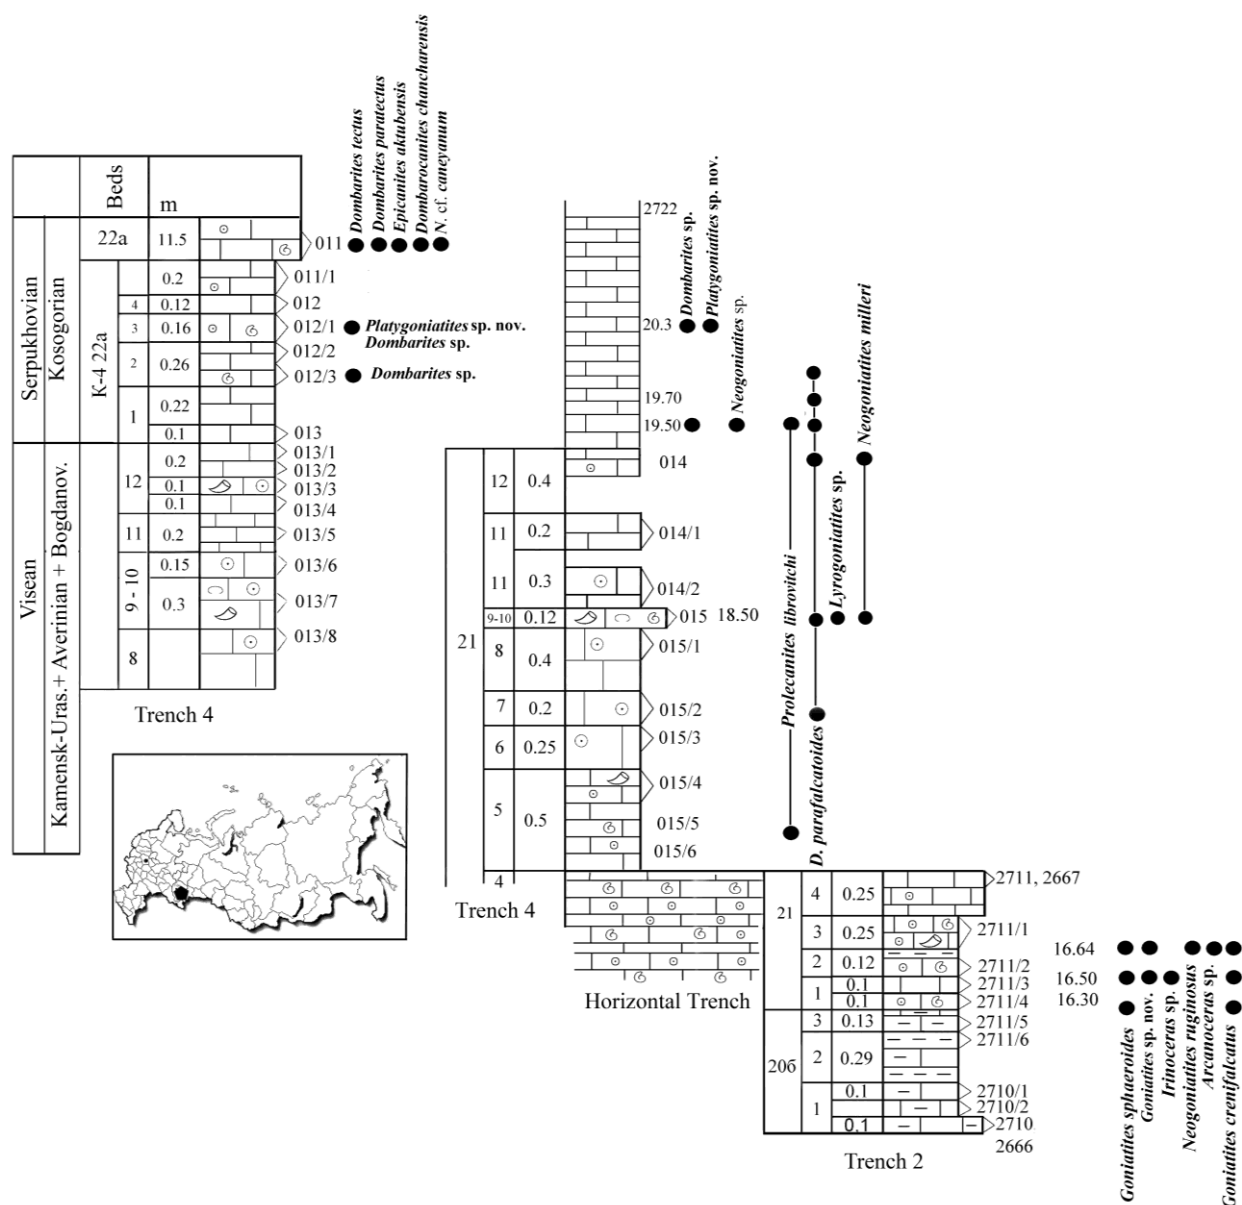 Dombarites tectus
Dombarites paratectus
Epicanites aktubensis
Dombarocanites chancharensis
N. cf. caneyanum
Beds
m
Serpukhovian
Kosogorian
Visean
Kamensk-Uras.+ Averinian + Bogdanov.
22a
11.5
011
K-4 22a
0.2
011/1
4
0.12
012
3
0.16
012/1
Platygoniatites sp. nov.
Dombarites sp.
2
0.26
012/2
012/3
Dombarites sp.
1
0.22
0.1
013
12
0.2
013/1
013/2
0.1
013/3
0.1
013/4
11
0.2
013/5
9 - 10
0.15
013/6
0.3
013/7
8
013/8
Trench 4
Dombarites sp.
Platygoniatites sp. nov.
Neogoniatites sp.
2722
20.3
19.70
19.50
014
21
12
0.4
11
0.2
014/1
11
0.3
014/2
9-10
0.12
015 18.50
8
0.4
015/1
7
0.2
015/2
6
0.25
015/3
5
0.5
015/4
015/5
015/6
4
Trench 4
Prolecanites librovitchi
D. parafalcatoides
Lyrogoniatites sp.
Neogoniatites milleri
Horizontal Trench
21
4
0.25
2711, 2667
3
0.25
2711/1
2
0.12
2711/2
1
0.1
2711/3
0.1
2711/4
20б
3
0.13
2711/5
2
0.29
2711/6
1
0.1
2710/1
2710/2
0.1
2710
2666
Trench 2
16.64
16.50
16.30
Goniatites sphaeroides
Goniatites sp. nov.
Irinoceras sp.
Neogoniatites ruginosus
Arcanoceras sp.
Goniatites crenifalcatus